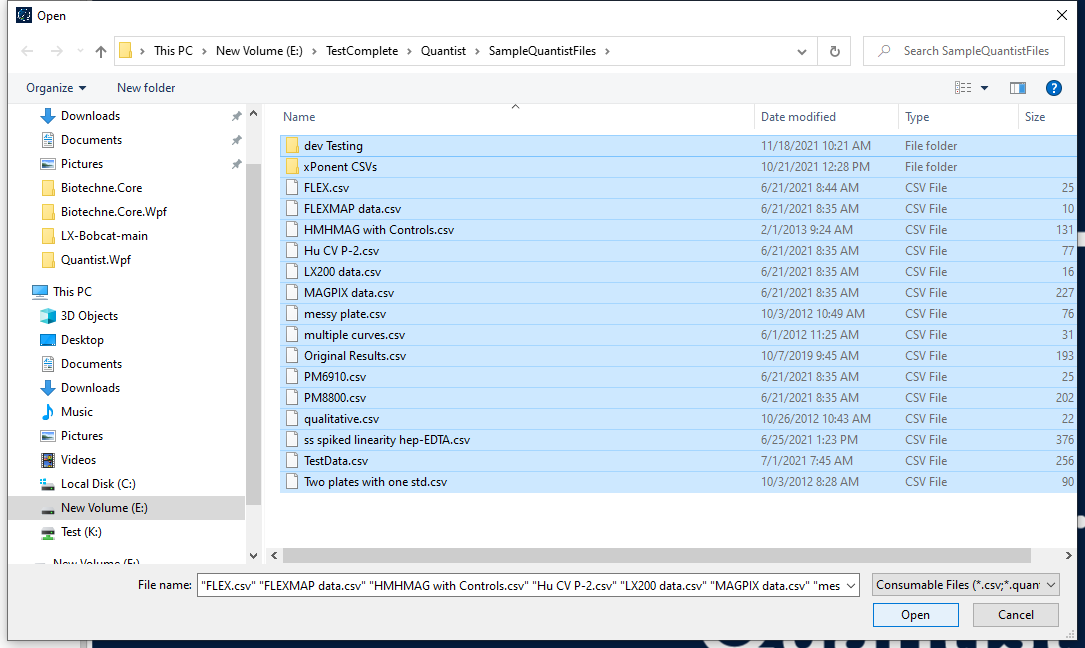 Open
This PC > New Volume (E:) > TestComplete > Quantist > SampleQuantistFiles >
Search SampleQuantistFiles
Organize
New folder
Downloads
Documents
Pictures
Biotechne.Core
Biotechne.Core.Wpf
LX-Bobcat-main
Quantist.Wpf
This PC
3D Objects
Desktop
Documents
Downloads
Music
Pictures
Videos
Local Disk (C:)
New Volume (E:)
Test (K:)
New Volume (E:)
Name Date modified Type Size
dev Testing 11/18/2021 10:21 AM File folder
xPonent CSVs 10/21/2021 12:28 PM File folder
FLEX.csv 6/21/2021 8:44 AM CSV File 25
FLEXMAP data.csv 6/21/2021 8:35 AM CSV File 10
HMHMAG with Controls.csv 2/1/2013 9:24 AM CSV File 131
Hu CV P-2.csv 6/21/2021 8:35 AM CSV File 77
LX200 data.csv 6/21/2021 8:35 AM CSV File 16
MAGPIX data.csv 6/21/2021 8:35 AM CSV File 227
messy plate.csv 10/3/2012 10:49 AM CSV File 76
multiple curves.csv 6/1/2012 11:25 AM CSV File 31
Original Results.csv 10/7/2019 9:45 AM CSV File 193
PM6910.csv 6/21/2021 8:35 AM CSV File 25
PM8800.csv 6/21/2021 8:35 AM CSV File 202
qualitative.csv 10/26/2012 10:43 AM CSV File 22
ss spiked linearity hep-EDTA.csv 6/25/2021 1:23 PM CSV File 376
TestData.csv 7/1/2021 7:45 AM CSV File 256
Two plates with one std.csv 10/3/2012 8:28 AM CSV File 90
File name: "FLEX.csv" "FLEXMAP data.csv" "HMHMAG with Controls.csv" "Hu CV P-2.csv" "LX200 data.csv" "MAGPIX data.csv" "mes
Consumable Files (*.csv;*.quan
Open
Cancel